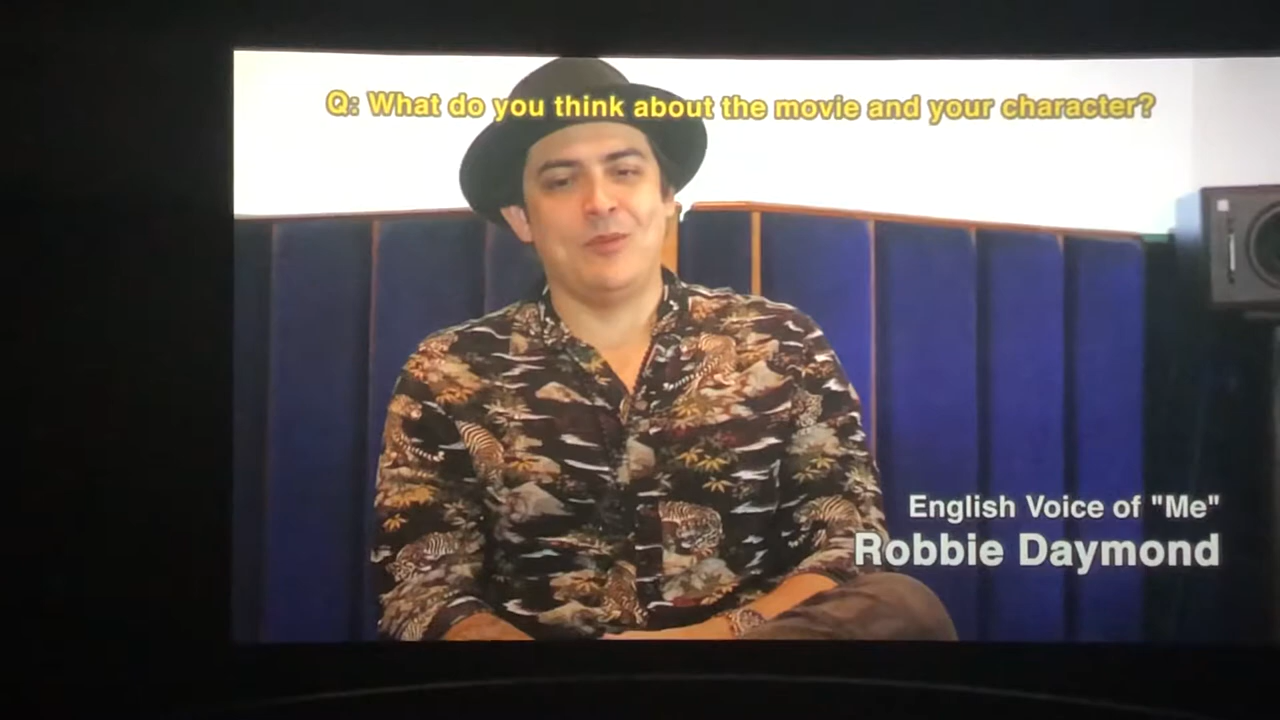 Q: What do you think about the movie and your character?
English Voice of "Me"
Robbie Daymond